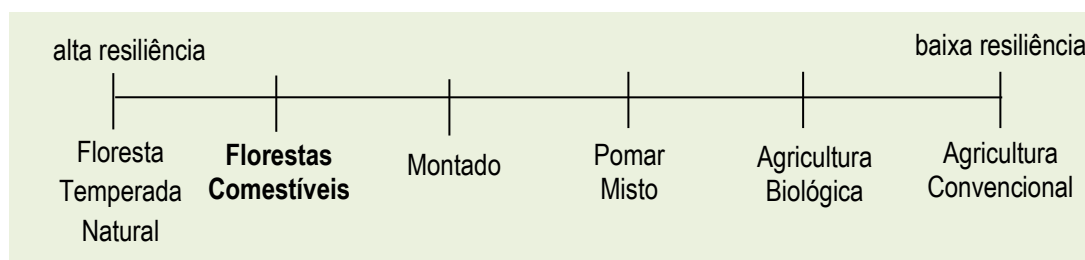 alta resiliência
baixa resiliência
Floresta
Temperada
Natural
Florestas
Comestíveis
Montado
Pomar
Misto
Agricultura
Biológica
Agricultura
Convencional